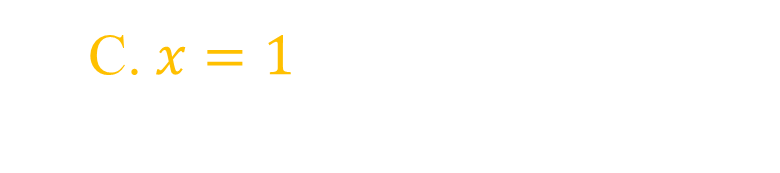 C. x = 1